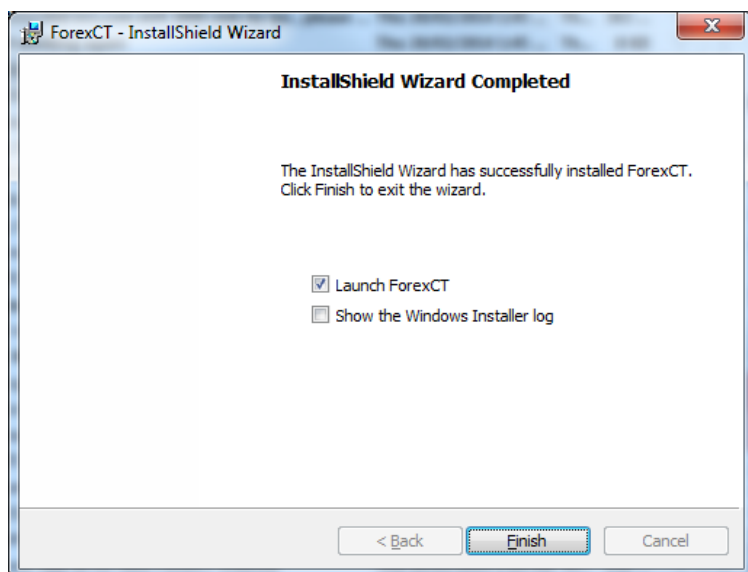 ForexCT - InstallShield Wizard
InstallShield Wizard Completed
The InstallShield Wizard has successfully installed ForexCT.
Click Finish to exit the wizard.
Launch ForexCT
Show the Windows Installer log
< Back
Finish
Cancel